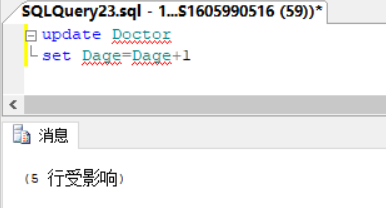 SQLQuery23.sql - 1...S1605990516 (59))*
update Doctor
set Dage=Dage+1
消息
(5 行受影响)